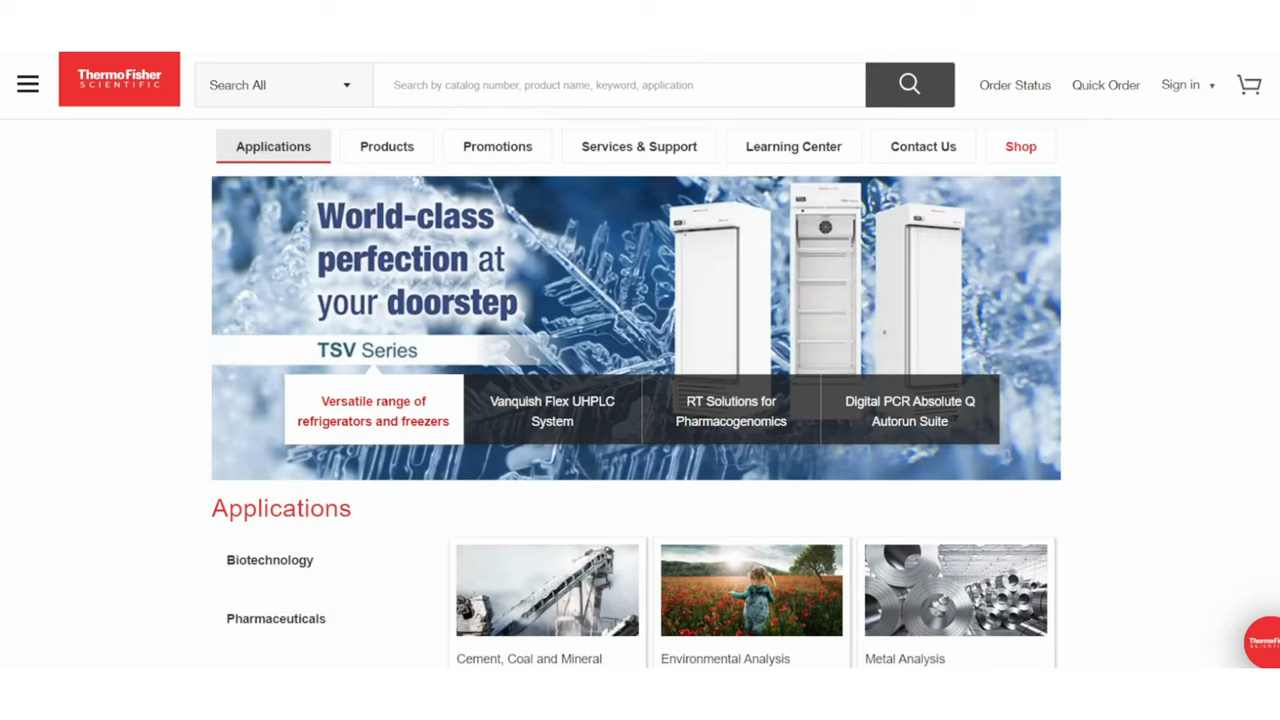 ThermoFisher
SCIENTIFIC
Search All
Search by catalog number, product name, keyword, application
Order Status
Quick Order
Sign in
Applications
Products
Promotions
Services & Support
Learning Center
Contact Us
Shop
World-class
perfection at
your doorstep
TSV Series
Versatile range of
refrigerators and freezers
Vanquish Flex UHPLC
System
RT Solutions for
Pharmacogenomics
Digital PCR Absolute Q
Autorun Suite
Applications
Biotechnology
Pharmaceuticals
Cement, Coal and Mineral
Environmental Analysis
Metal Analysis